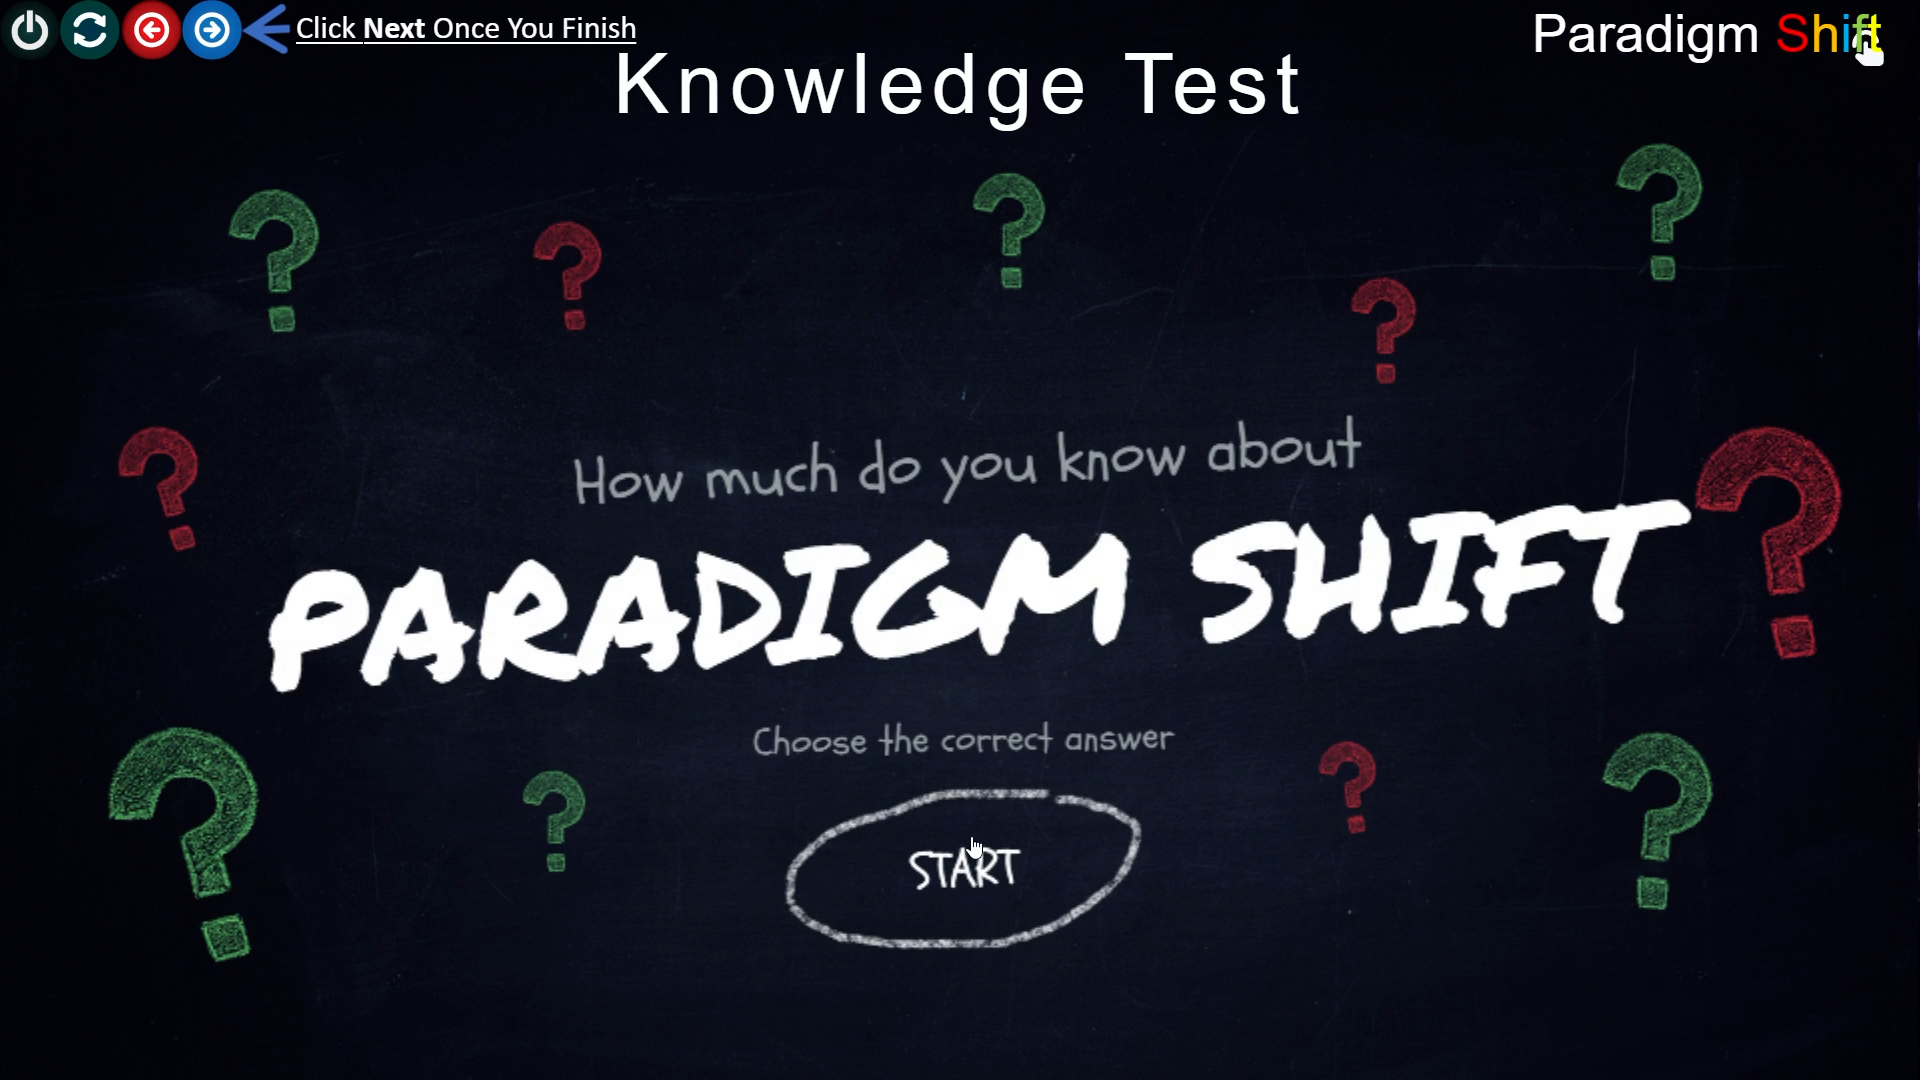 Click Next Once You Finish
Paradigm Shift
Knowledge Test
How much do you know about
PARADIGM SHIFT
Choose the correct answer
START